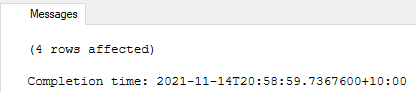 Messages
(4 rows affected)
Completion time: 2021-11-14T20:58:59.7367600+10:00